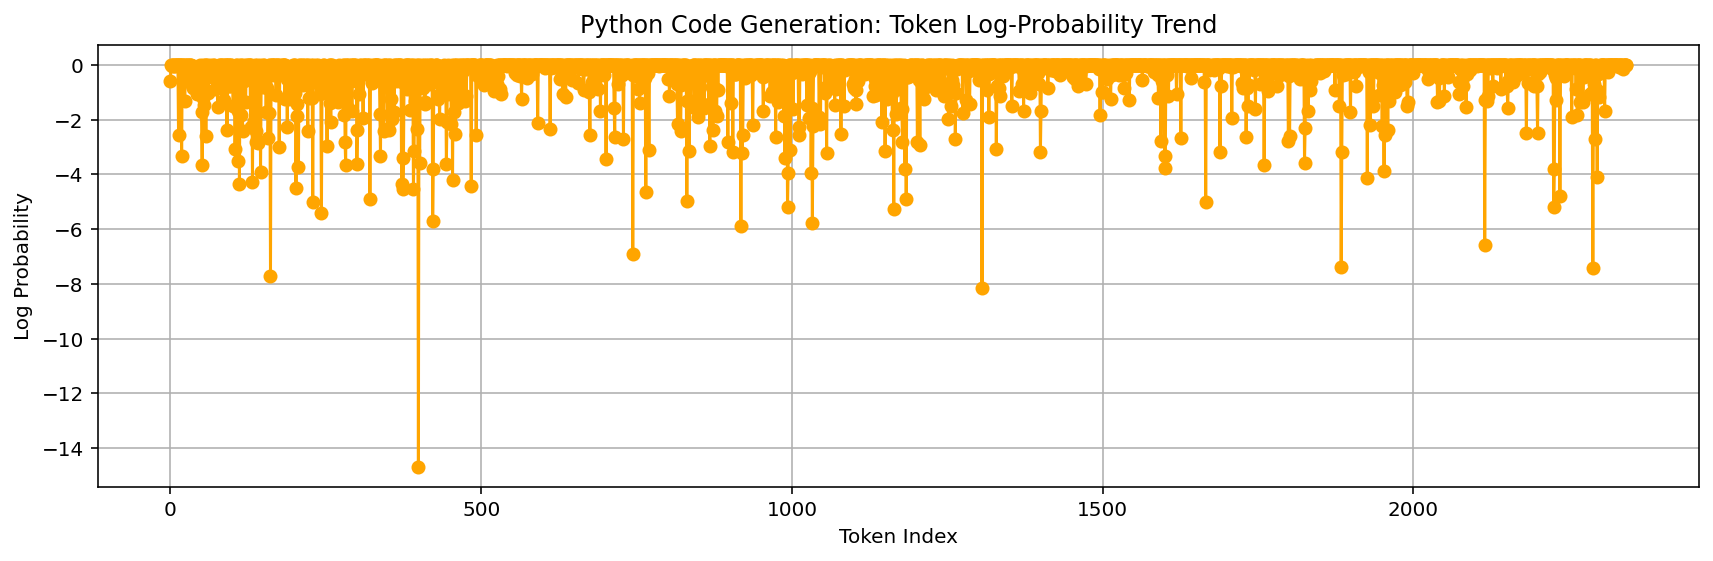 Python Code Generation: Token Log-Probability Trend
0
−2
−4
−6
−8
−10
−12
−14
Log Probability
0 500 1000 1500 2000
Token Index